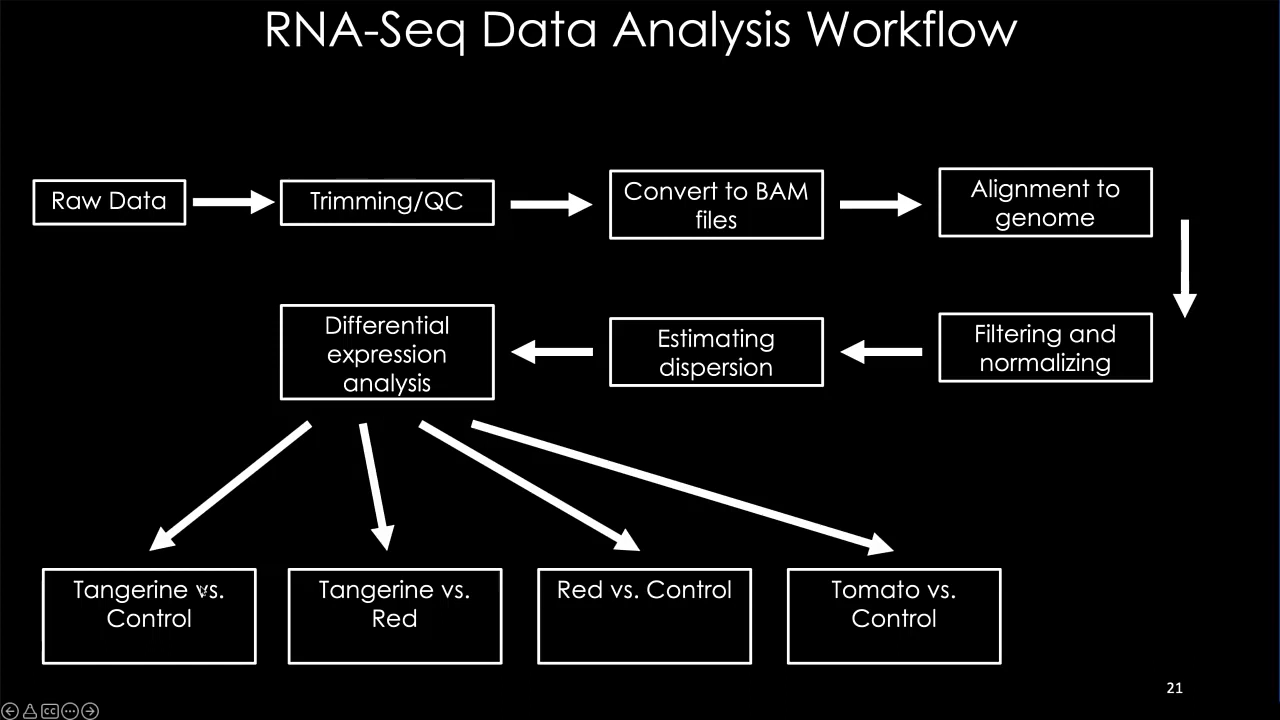 RNA-Seq Data Analysis Workflow
Raw Data
Trimming/QC
Convert to BAM
files
Alignment to
genome
Differential
expression
analysis
Estimating
dispersion
Filtering and
normalizing
Tangerine vs.
Control
Tangerine vs.
Red
Red vs. Control
Tomato vs.
Control
21
CC